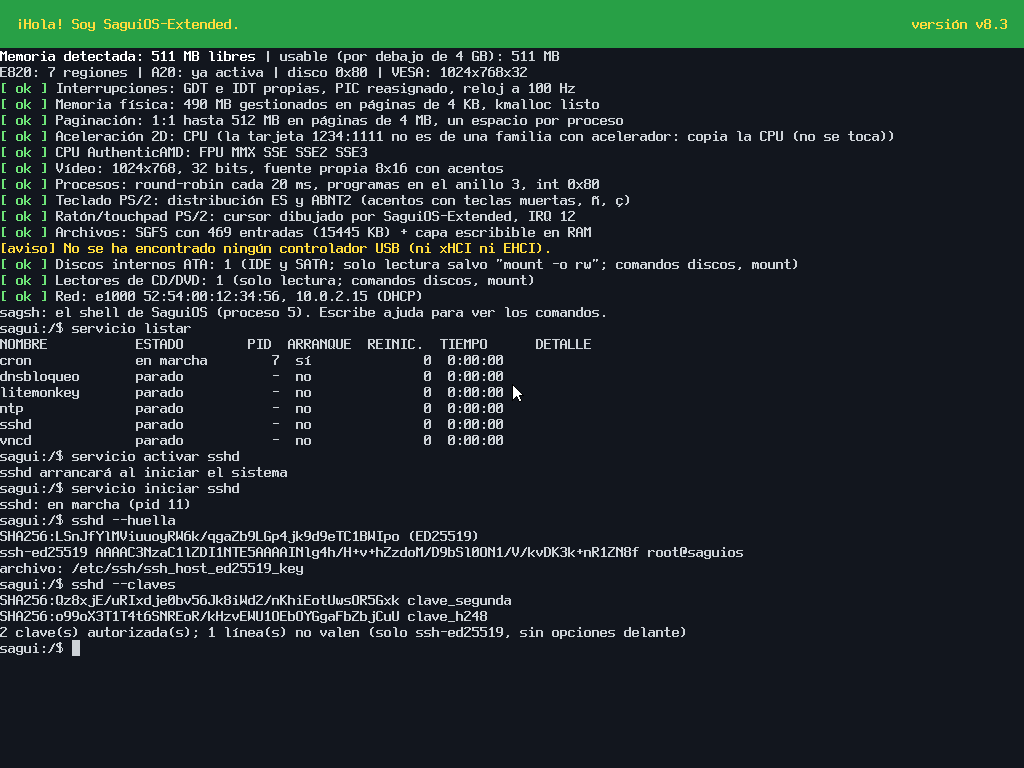 ¡Hola! Soy SaguiOS-Extended. versión v8.3
Memoria detectada: 511 MB libres | usable (por debajo de 4 GB): 511 MB
E820: 7 regiones | A20: ya activa | disco 0x80 | VESA: 1024x768x32
[ ok ] Interrupciones: GDT e IDT propias, PIC reasignado, reloj a 100 Hz
[ ok ] Memoria física: 490 MB gestionados en páginas de 4 KB, kmalloc listo
[ ok ] Paginación: 1:1 hasta 512 MB en páginas de 4 MB, un espacio por proceso
[ ok ] Aceleración 2D: CPU (la tarjeta 1234:1111 no es de una familia con acelerador: copia la CPU (no se toca))
[ ok ] CPU AuthenticAMD: FPU MMX SSE SSE2 SSE3
[ ok ] Vídeo: 1024x768, 32 bits, fuente propia 8x16 con acentos
[ ok ] Procesos: round-robin cada 20 ms, programas en el anillo 3, int 0x80
[ ok ] Teclado PS/2: distribución ES y ABNT2 (acentos con teclas muertas, ñ, ç)
[ ok ] Ratón/touchpad PS/2: cursor dibujado por SaguiOS-Extended, IRQ 12
[ ok ] Archivos: SGFS con 469 entradas (15445 KB) + capa escribible en RAM
[aviso] No se ha encontrado ningún controlador USB (ni xHCI ni EHCI).
[ ok ] Discos internos ATA: 1 (IDE y SATA; solo lectura salvo "mount -o rw"; comandos discos, mount)
[ ok ] Lectores de CD/DVD: 1 (solo lectura; comandos discos, mount)
[ ok ] Red: e1000 52:54:00:12:34:56, 10.0.2.15 (DHCP)
sagsh: el shell de SaguiOS (proceso 5). Escribe ayuda para ver los comandos.
sagui:/$ servicio listar
NOMBRE ESTADO PID ARRANQUE REINIC. TIEMPO DETALLE
cron en marcha 7 sí 0 0:00:00
dnsbloqueo parado - no 0 0:00:00
litemonkey parado - no 0 0:00:00
ntp parado - no 0 0:00:00
sshd parado - no 0 0:00:00
vncd parado - no 0 0:00:00
sagui:/$ servicio activar sshd
sshd arrancará al iniciar el sistema
sagui:/$ servicio iniciar sshd
sshd: en marcha (pid 11)
sagui:/$ sshd --huella
SHA256:LSnJfYlMViuuoyRW6k/qgaZb9LGp4jk9d9eTC1BWIpo (ED25519)
ssh-ed25519 AAAAC3NzaC1lZDI1NTE5AAAAINlg4h/H+v+hZzdoM/D9bSl0ON1/V/kvDK3k+nR1ZN8f root@saguios
archivo: /etc/ssh/ssh_host_ed25519_key
sagui:/$ sshd --claves
SHA256:Qz8xjE/uRIxdje0bv56Jk8iWd2/nKhiEotUwsOR5Gxk clave_segunda
SHA256:o99oX3T1T4t6SNREoR/kHzvEWU1OEbOYGgaFbZbjCuU clave_h248
2 clave(s) autorizada(s); 1 línea(s) no valen (solo ssh-ed25519, sin opciones delante)
sagui:/$